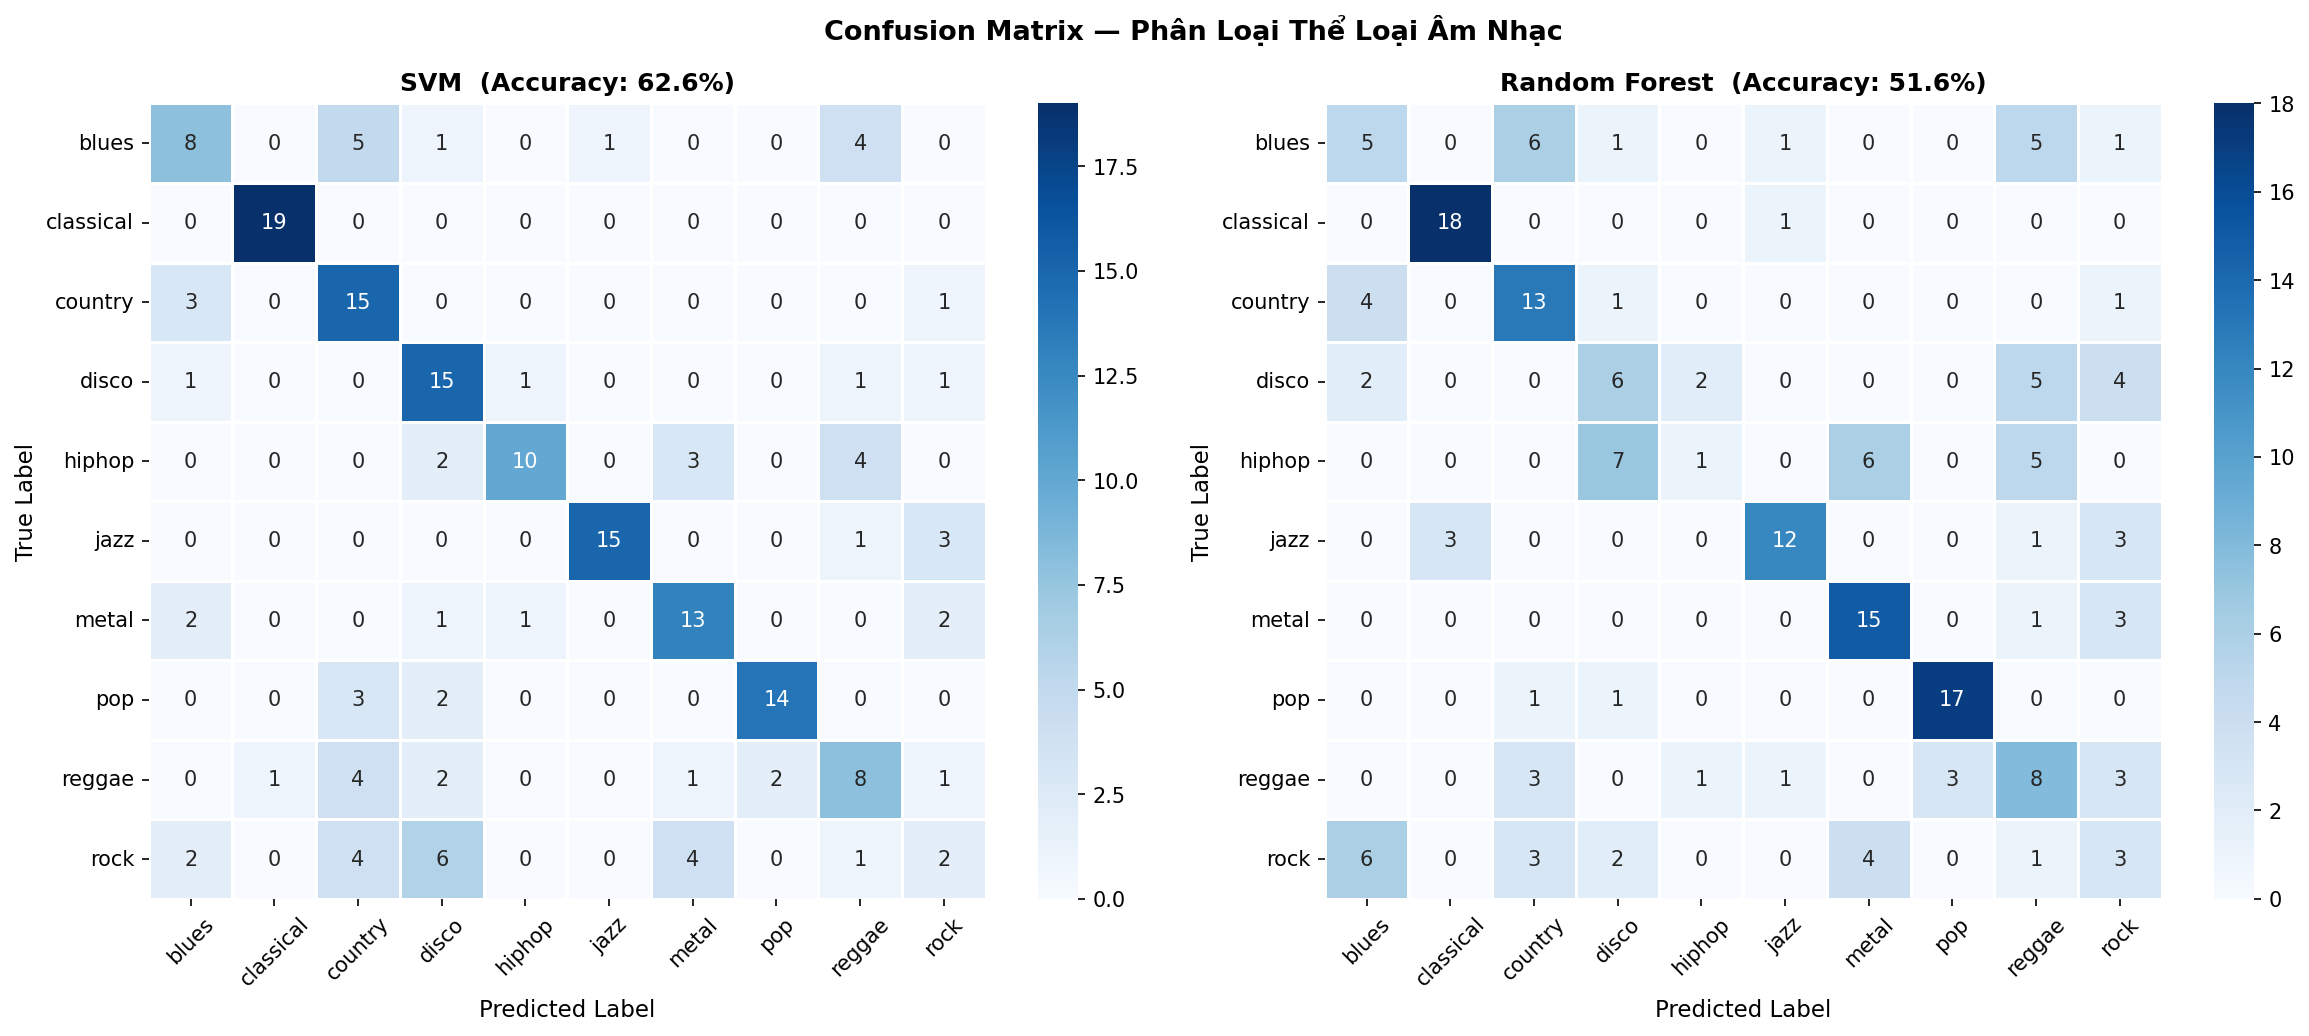 Confusion Matrix — Phân Loại Thể Loại Âm Nhạc
SVM  (Accuracy: 62.6%)
True Label
blues 8 0 5 1 0 1 0 0 4 0
classical 0 19 0 0 0 0 0 0 0 0
country 3 0 15 0 0 0 0 0 0 1
disco 1 0 0 15 1 0 0 0 1 1
hiphop 0 0 0 2 10 0 3 0 4 0
jazz 0 0 0 0 0 15 0 0 1 3
metal 2 0 0 1 1 0 13 0 0 2
pop 0 0 3 2 0 0 0 14 0 0
reggae 0 1 4 2 0 0 1 2 8 1
rock 2 0 4 6 0 0 4 0 1 2
blues classical country disco hiphop jazz metal pop reggae rock
Predicted Label
17.5
15.0
12.5
10.0
7.5
5.0
2.5
0.0
Random Forest  (Accuracy: 51.6%)
True Label
blues 5 0 6 1 0 1 0 0 5 1
classical 0 18 0 0 0 1 0 0 0 0
country 4 0 13 1 0 0 0 0 0 1
disco 2 0 0 6 2 0 0 0 5 4
hiphop 0 0 0 7 1 0 6 0 5 0
jazz 0 3 0 0 0 12 0 0 1 3
metal 0 0 0 0 0 0 15 0 1 3
pop 0 0 1 1 0 0 0 17 0 0
reggae 0 0 3 0 1 1 0 3 8 3
rock 6 0 3 2 0 0 4 0 1 3
blues classical country disco hiphop jazz metal pop reggae rock
Predicted Label
18
16
14
12
10
8
6
4
2
0